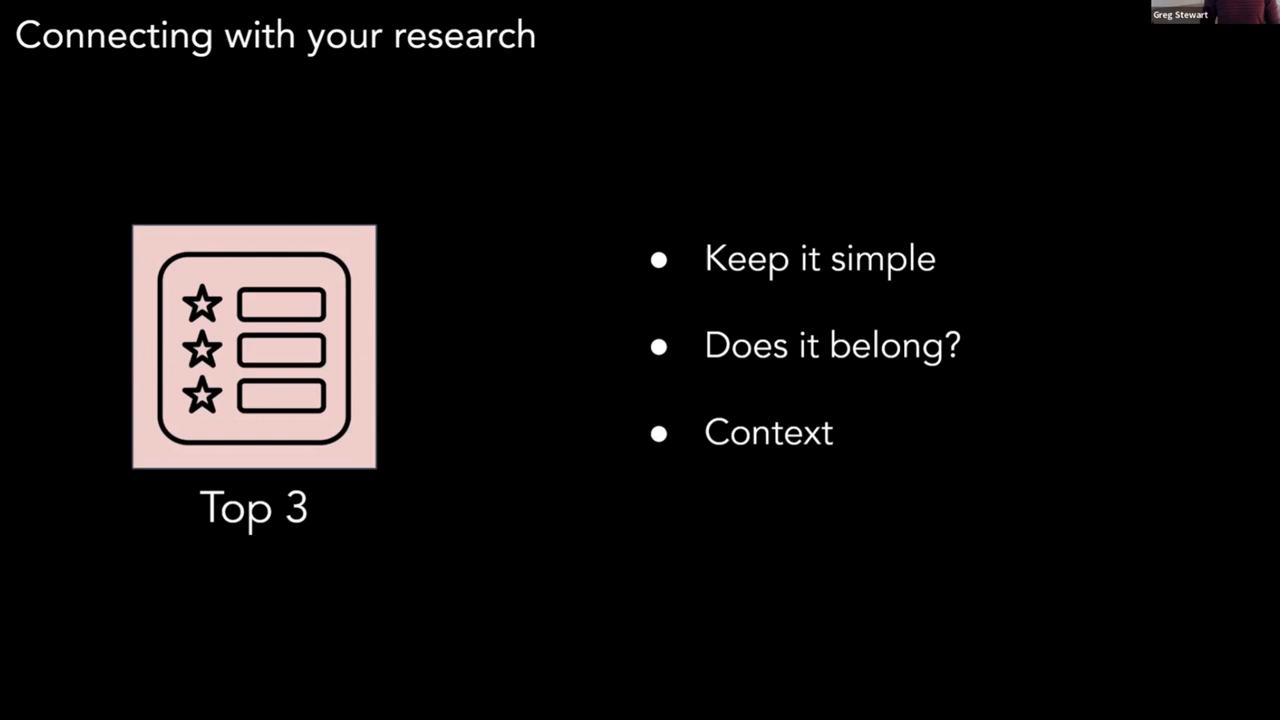 Connecting with your research
Greg Stewart
Top 3
● Keep it simple
● Does it belong?
● Context